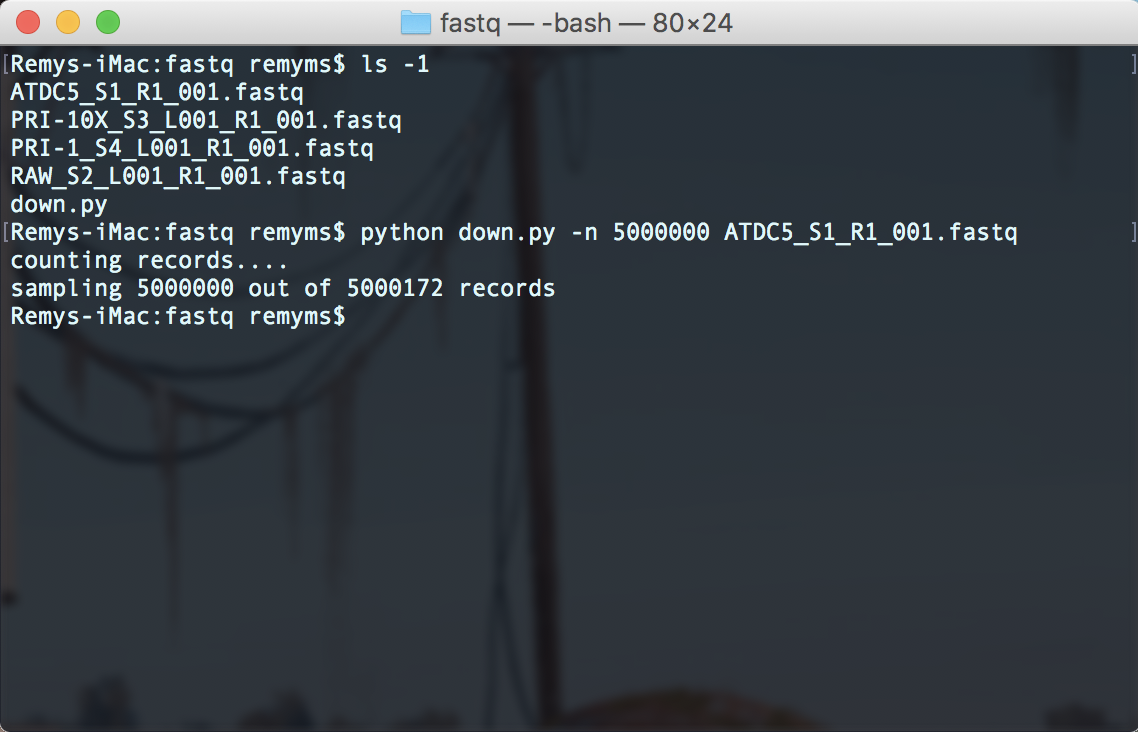 fastq — -bash — 80×24
[Remys-iMac:fastq remyms$ ls -1 ]
ATDC5_S1_R1_001.fastq
PRI-10X_S3_L001_R1_001.fastq
PRI-1_S4_L001_R1_001.fastq
RAW_S2_L001_R1_001.fastq
down.py
[Remys-iMac:fastq remyms$ python down.py -n 5000000 ATDC5_S1_R1_001.fastq ]
counting records....
sampling 5000000 out of 5000172 records
Remys-iMac:fastq remyms$